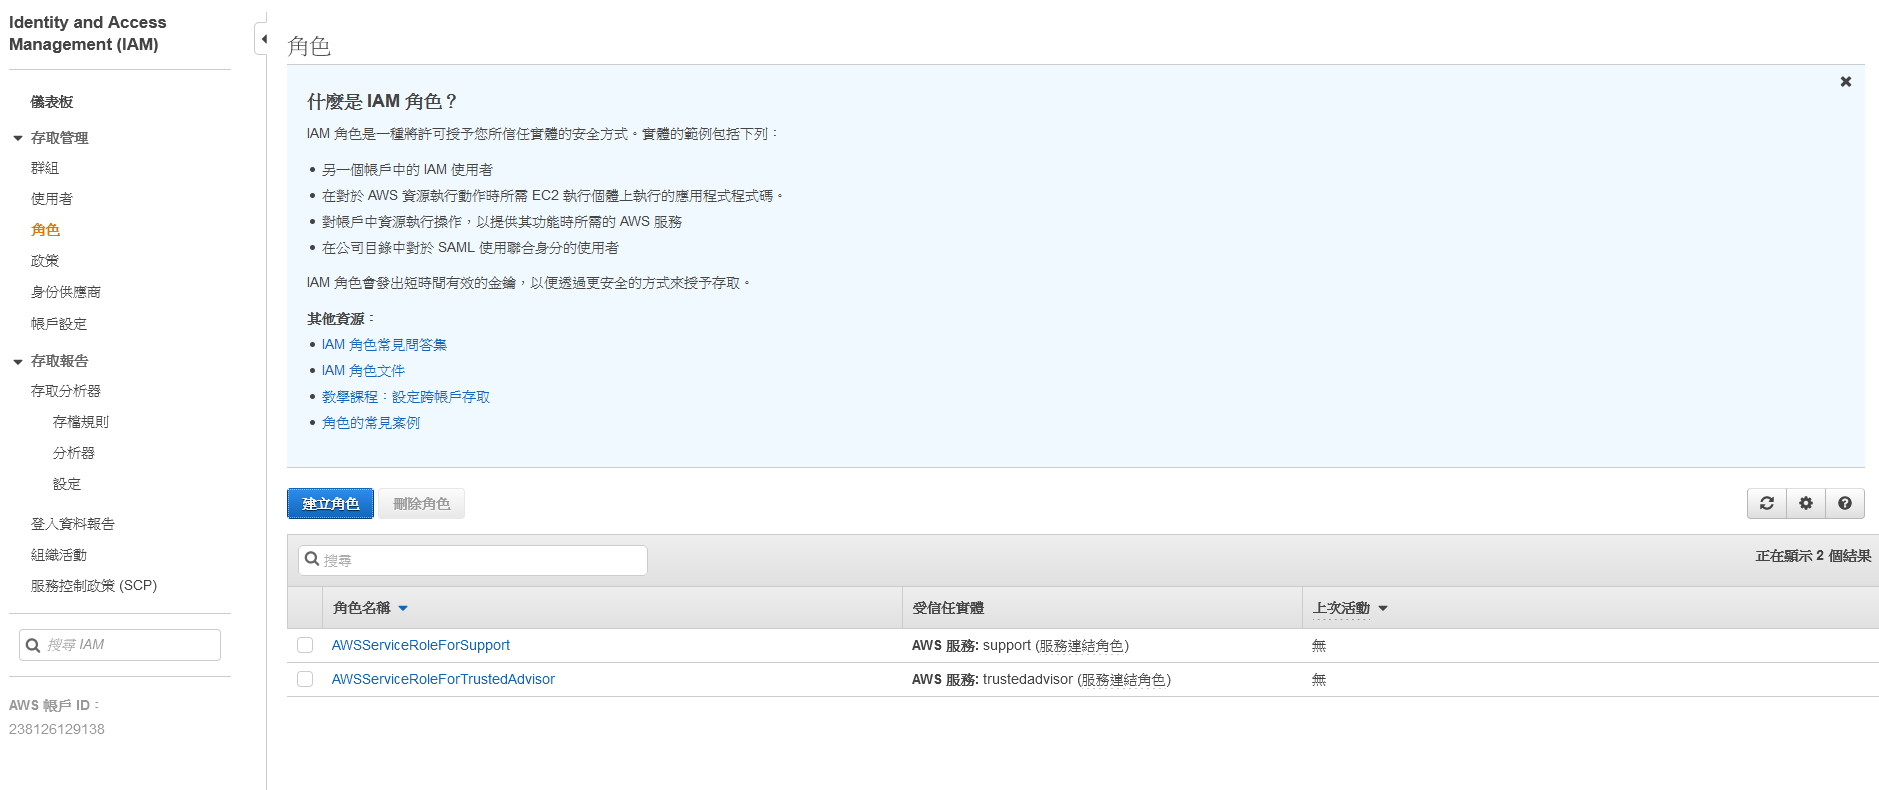 Identity and Access
Management (IAM)
儀表板
存取管理
群組
使用者
角色
政策
身份供應商
帳戶設定
存取報告
存取分析器
存檔規則
分析器
設定
登入資料報告
組織活動
服務控制政策 (SCP)
搜尋 IAM
AWS 帳戶 ID：
238126129138
角色
什麼是 IAM 角色？
IAM 角色是一種將許可授予您所信任實體的安全方式。實體的範例包括下列：
• 另一個帳戶中的 IAM 使用者
• 在對於 AWS 資源執行動作時所需 EC2 執行個體上執行的應用程式程式碼。
• 對帳戶中資源執行操作，以提供其功能時所需的 AWS 服務
• 在公司目錄中對於 SAML 使用聯合身分的使用者
IAM 角色會發出短時間有效的金鑰，以便透過更安全的方式來授予存取。
其他資源：
• IAM 角色常見問答集
• IAM 角色文件
• 教學課程：設定跨帳戶存取
• 角色的常見案例
建立角色 刪除角色
搜尋 正在顯示 2 個結果
角色名稱 受信任實體 上次活動
AWSServiceRoleForSupport AWS 服務: support (服務連結角色) 無
AWSServiceRoleForTrustedAdvisor AWS 服務: trustedadvisor (服務連結角色) 無